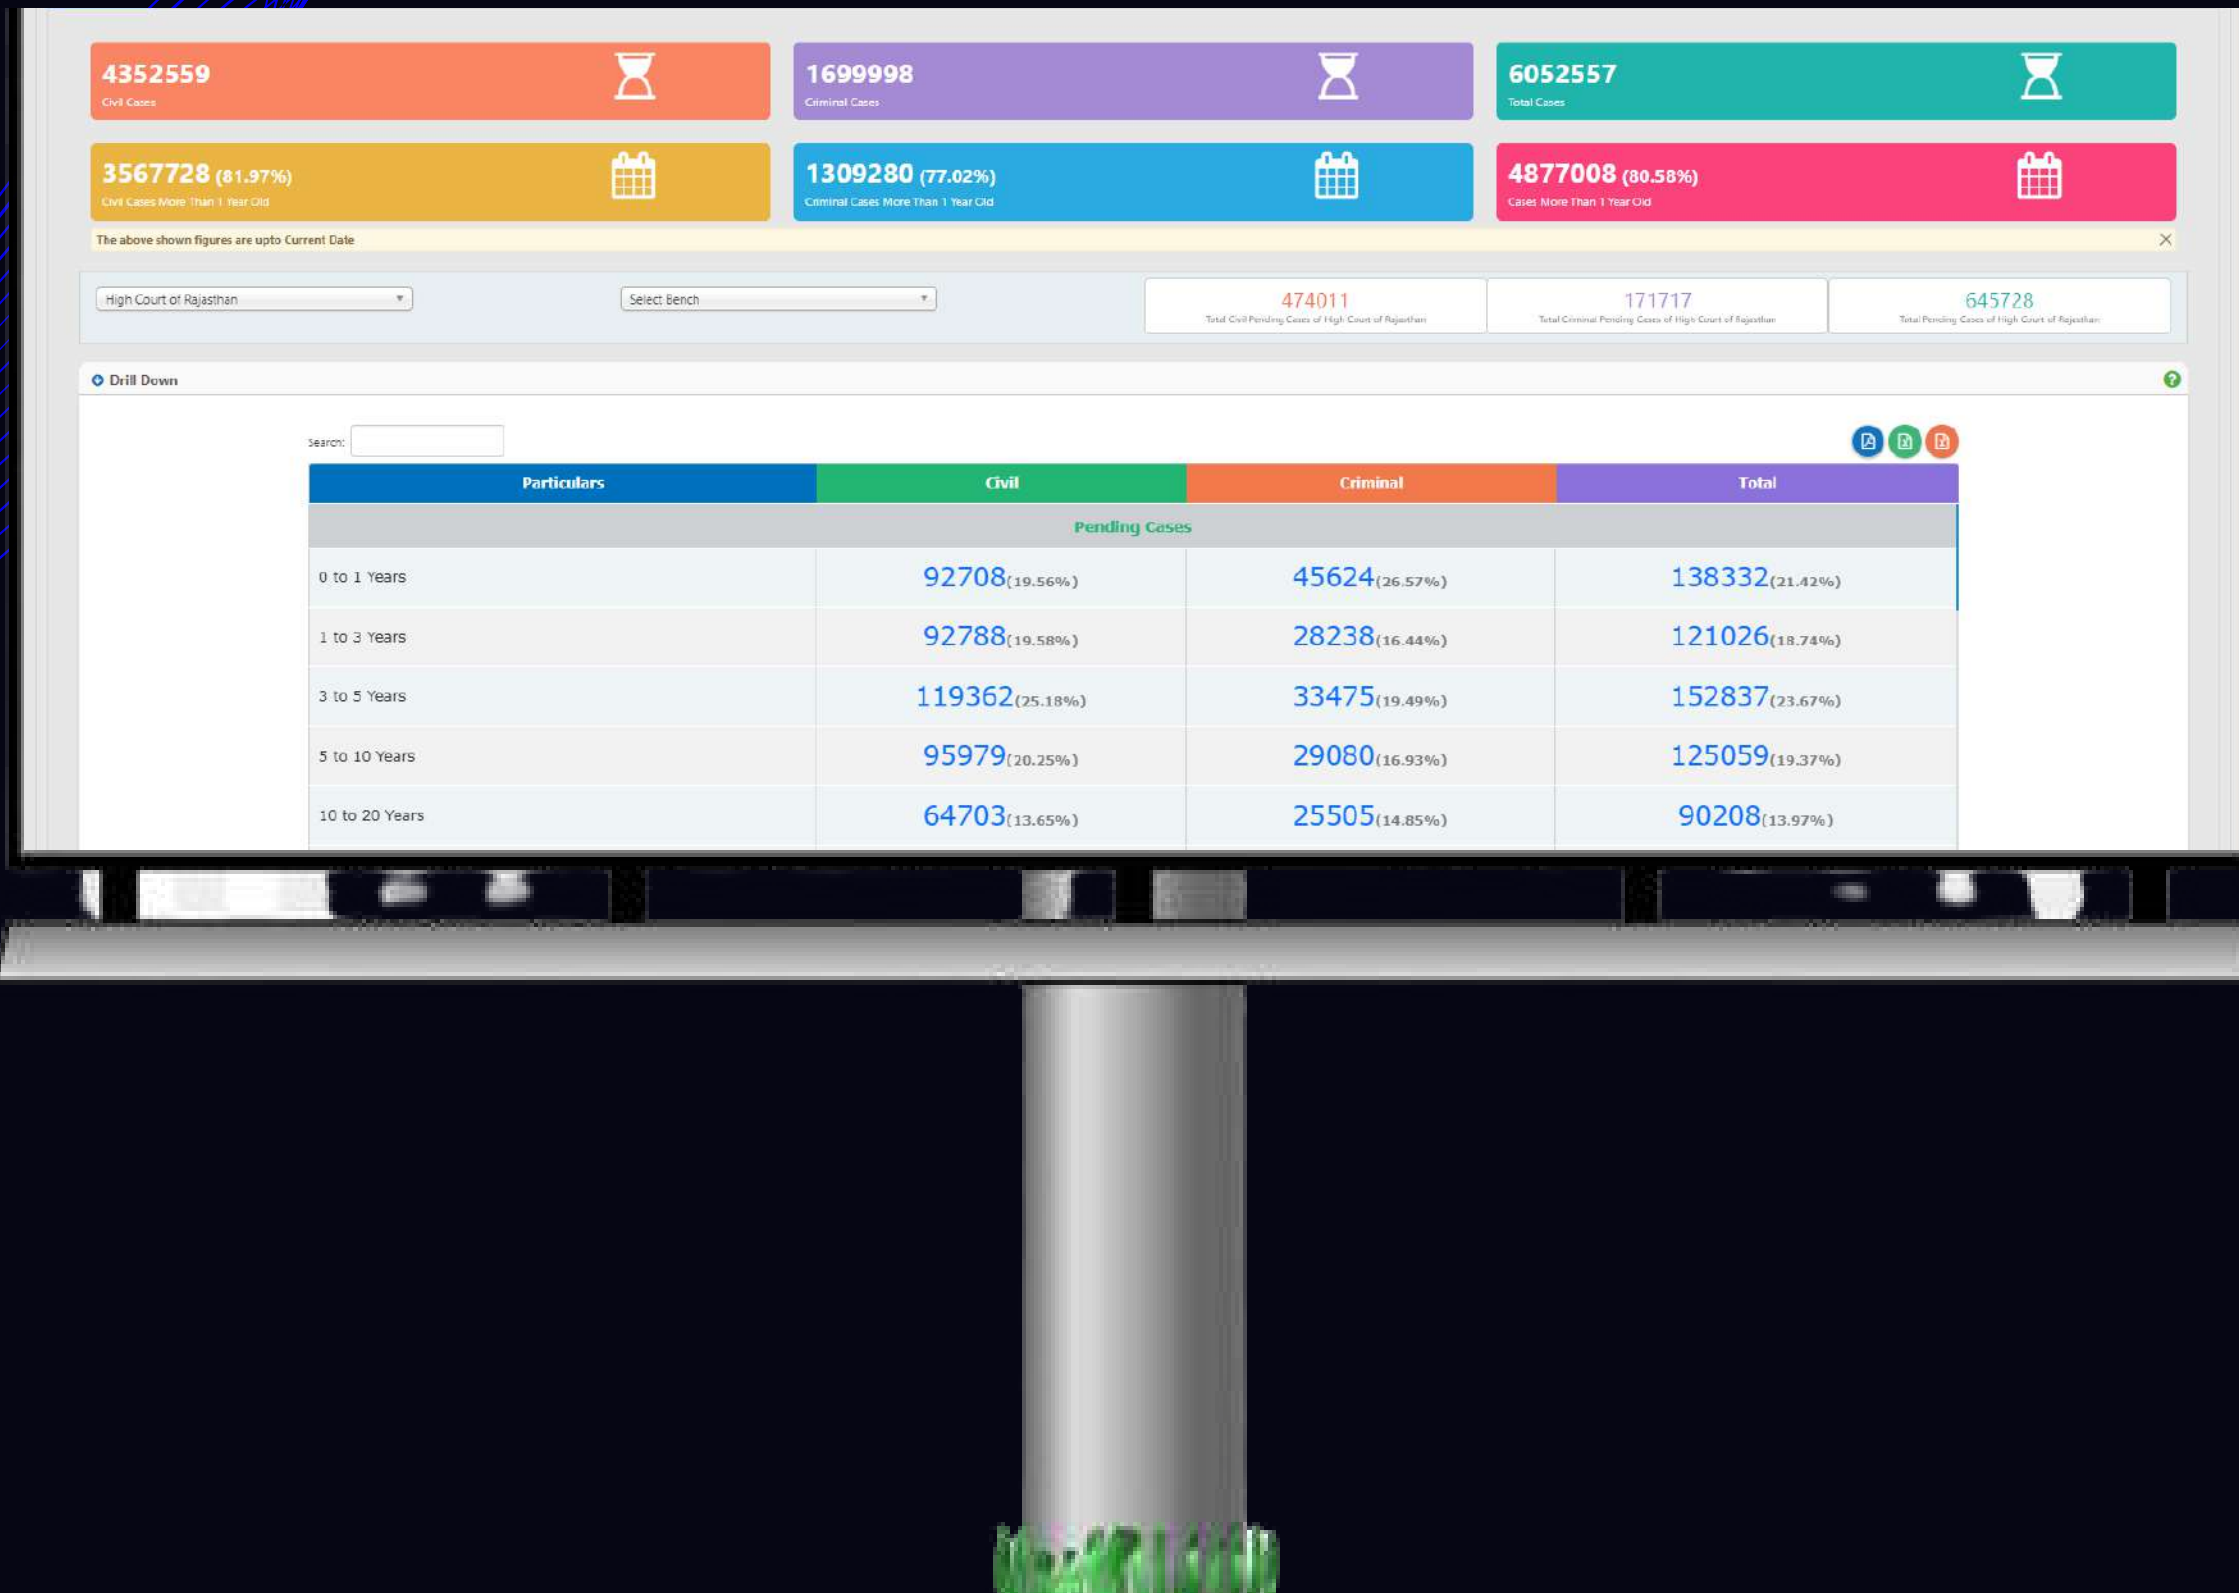 4352559
Civil Cases
1699998
Criminal Cases
6052557
Total Cases
3567728 (81.97%)
Civil Cases More Than 1 Year Old
1309280 (77.02%)
Criminal Cases More Than 1 Year Old
4877008 (80.58%)
Cases More Than 1 Year Old
The above shown figures are upto Current Date
High Court of Rajasthan
Select Bench
474011
Total Civil Pending Cases of High Court of Rajasthan
171717
Total Criminal Pending Cases of High Court of Rajasthan
645728
Total Pending Cases of High Court of Rajasthan
Drill Down
Search:
Particulars Civil Criminal Total
Pending Cases
0 to 1 Years 92708(19.56%) 45624(26.57%) 138332(21.42%)
1 to 3 Years 92788(19.58%) 28238(16.44%) 121026(18.74%)
3 to 5 Years 119362(25.18%) 33475(19.49%) 152837(23.67%)
5 to 10 Years 95979(20.25%) 29080(16.93%) 125059(19.37%)
10 to 20 Years 64703(13.65%) 25505(14.85%) 90208(13.97%)